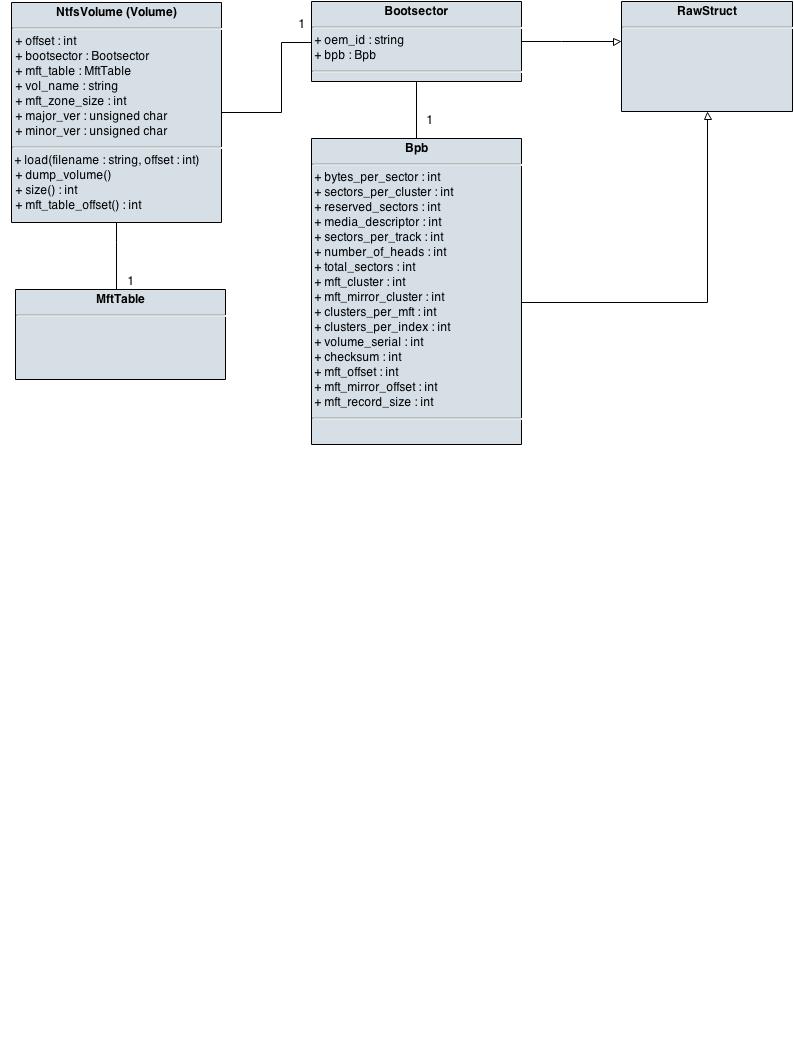 NtfsVolume (Volume)
+ offset : int
+ bootsector : Bootsector
+ mft_table : MftTable
+ vol_name : string
+ mft_zone_size : int
+ major_ver : unsigned char
+ minor_ver : unsigned char
+ load(filename : string, offset : int)
+ dump_volume()
+ size() : int
+ mft_table_offset() : int
1
MftTable
1
Bootsector
+ oem_id : string
+ bpb : Bpb
1
Bpb
+ bytes_per_sector : int
+ sectors_per_cluster : int
+ reserved_sectors : int
+ media_descriptor : int
+ sectors_per_track : int
+ number_of_heads : int
+ total_sectors : int
+ mft_cluster : int
+ mft_mirror_cluster : int
+ clusters_per_mft : int
+ clusters_per_index : int
+ volume_serial : int
+ checksum : int
+ mft_offset : int
+ mft_mirror_offset : int
+ mft_record_size : int
RawStruct